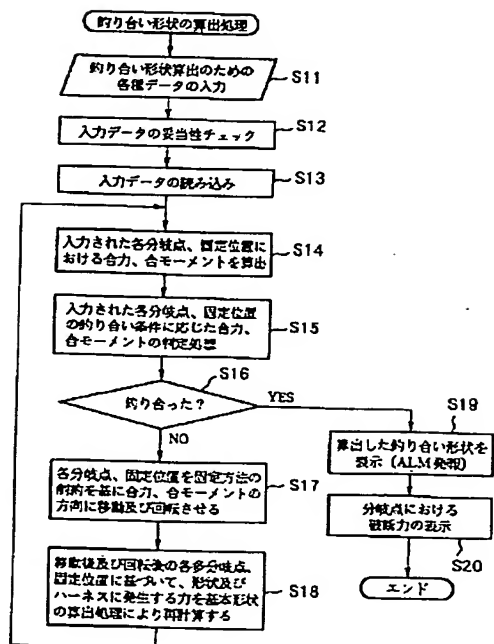 釣り合い形状の算出処理
釣り合い形状算出のための
各種データの入力
S11
入力データの妥当性チェック
S12
入力データの読み込み
S13
入力された各分岐点、固定位置に
おける合力、合モーメントを算出
S14
入力された各分岐点、固定位置
の釣り合い条件に応じた合力、
合モーメントの判定処理
S15
釣り合った?
S16
YES
NO
各分岐点、固定位置を固定方法の
制約を基に合力、合モーメントの
方向に移動及び回転させる
S17
移動後及び回転後の各多分岐点、
固定位置に基づいて、形状及び
ハーネスに発生する力を基本形状
の算出処理により再計算する
S18
算出した釣り合い形状を
表示(ALM発報)
S19
分岐点における
破断力の表示
S20
エンド